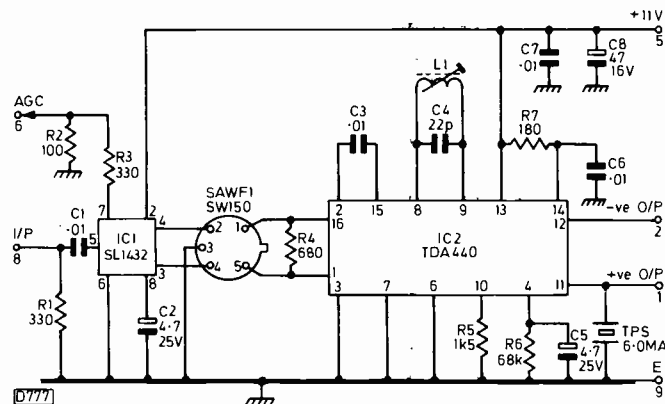 +11V
5
C7
.01
C8
47
16V
L1
AGC
6
R2
100
R3
330
C3
.01
C4
22p
R7
180
C6
.01
SAWF1
SW150
C1
.01
I/P
8
7 2
5
IC1
SL1432
4
3
6 8
2 1
3
4 5
R4
680
2 15 8 9 13 14
16 12
IC2
TDA440
1 11
3 7 6 10 4
-ve O/P
2
+ve O/P
1
R1
330
C2
4.7
25V
R5
1k5
R6
68k
C5
4.7
25V
TPS
6.0MA
E
9
D777